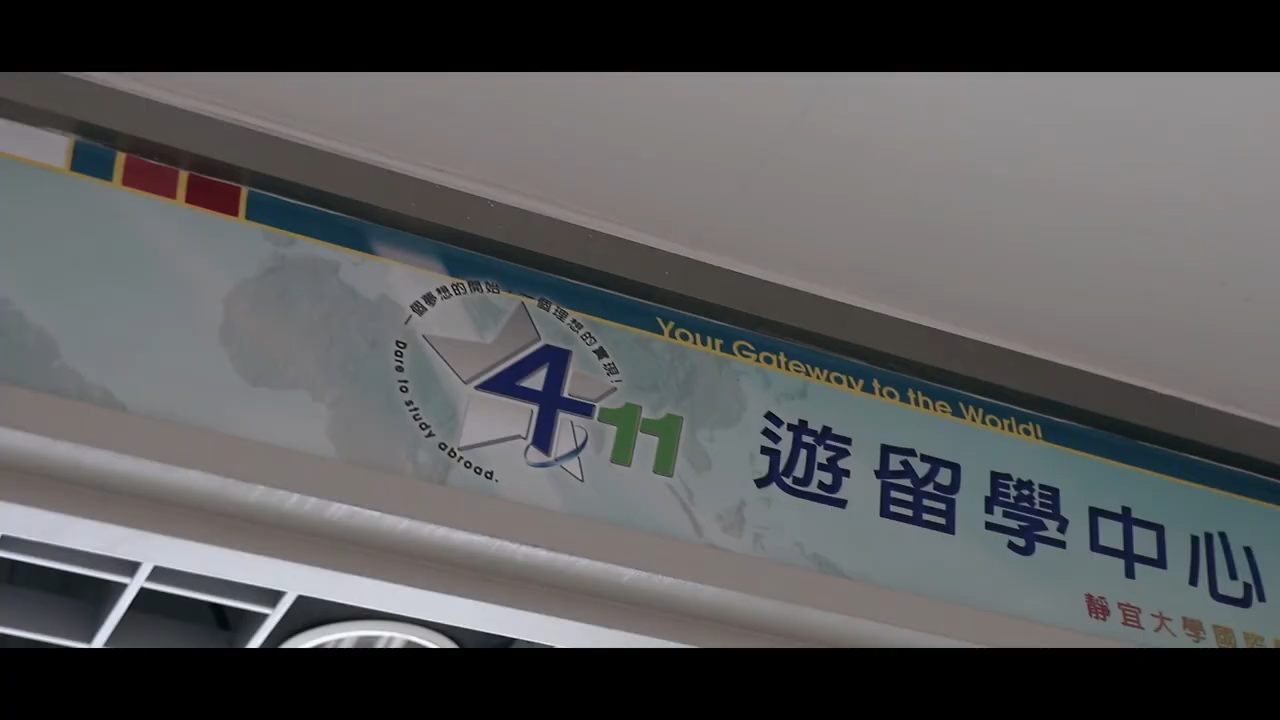 一個夢想的開始,一個理想的實現!
Dare to study abroad.
4-11
Your Gateway to the World!
遊留學中心
靜宜大學國際